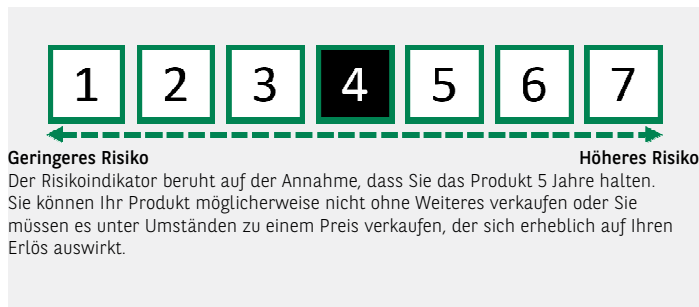 1 2 3 4 5 6 7
Geringeres Risiko Höheres Risiko
Der Risikoindikator beruht auf der Annahme, dass Sie das Produkt 5 Jahre halten.
Sie können Ihr Produkt möglicherweise nicht ohne Weiteres verkaufen oder Sie
müssen es unter Umständen zu einem Preis verkaufen, der sich erheblich auf Ihren
Erlös auswirkt.